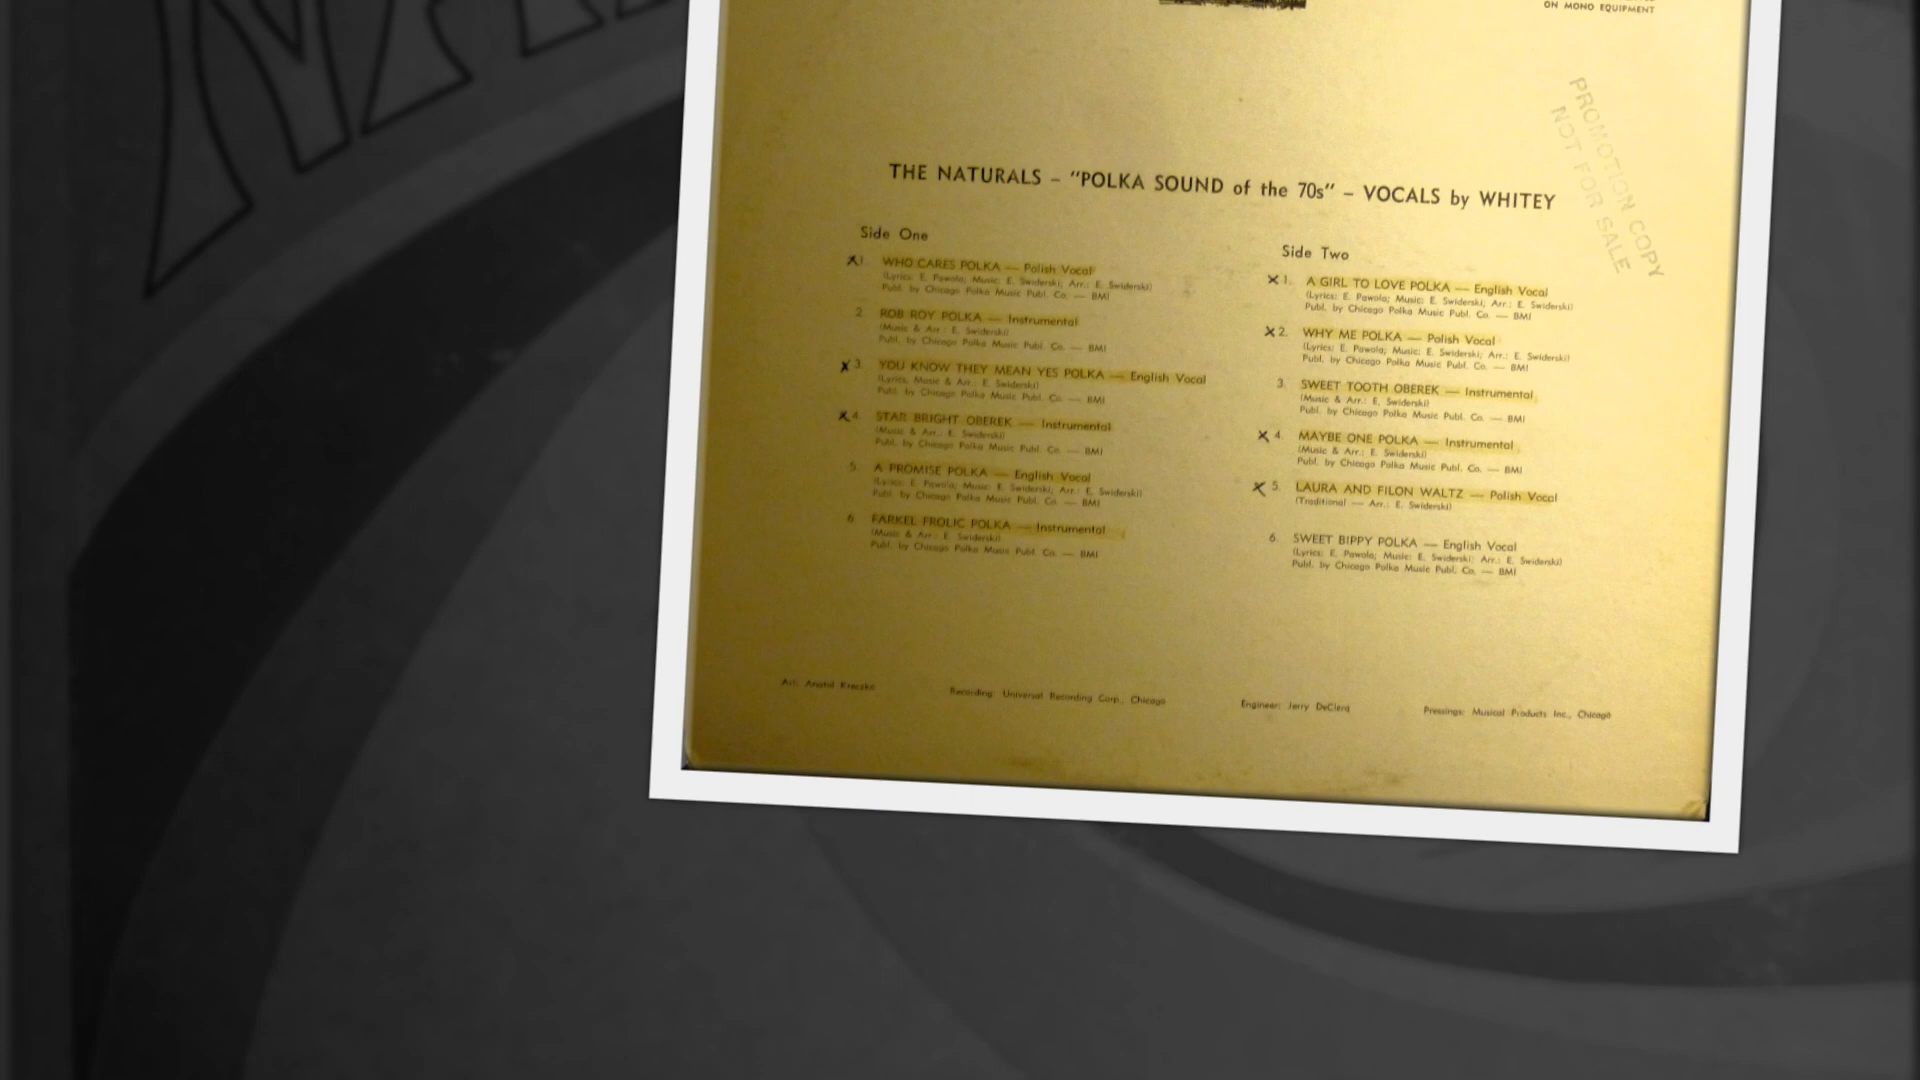 ON MONO EQUIPMENT
PROMOTION COPY
NOT FOR SALE
THE NATURALS – "POLKA SOUND of the 70s" – VOCALS by WHITEY
Side One
X 1. WHO CARES POLKA — Polish Vocal
(Lyrics: E. Pawola; Music: E. Swiderski; Arr.: E. Swiderski)
Publ. by Chicago Polka Music Publ. Co. — BMI
2. ROB ROY POLKA — Instrumental
(Music & Arr.: E. Swiderski)
Publ. by Chicago Polka Music Publ. Co. — BMI
X 3. YOU KNOW THEY MEAN YES POLKA — English Vocal
(Lyrics, Music & Arr.: E. Swiderski)
Publ. by Chicago Polka Music Publ. Co. — BMI
X 4. STAR BRIGHT OBEREK — Instrumental
(Music & Arr.: E. Swiderski)
Publ. by Chicago Polka Music Publ. Co. — BMI
5. A PROMISE POLKA — English Vocal
(Lyrics: E. Pawola; Music: E. Swiderski; Arr.: E. Swiderski)
Publ. by Chicago Polka Music Publ. Co. — BMI
6. FARKEL FROLIC POLKA — Instrumental
(Music & Arr.: E. Swiderski)
Publ. by Chicago Polka Music Publ. Co. — BMI
Side Two
X 1. A GIRL TO LOVE POLKA — English Vocal
(Lyrics: E. Pawola; Music: E. Swiderski; Arr.: E. Swiderski)
Publ. by Chicago Polka Music Publ. Co. — BMI
X 2. WHY ME POLKA — Polish Vocal
(Lyrics: E. Pawola; Music: E. Swiderski; Arr.: E. Swiderski)
Publ. by Chicago Polka Music Publ. Co. — BMI
3. SWEET TOOTH OBEREK — Instrumental
(Music & Arr.: E. Swiderski)
Publ. by Chicago Polka Music Publ. Co. — BMI
X 4. MAYBE ONE POLKA — Instrumental
(Music & Arr.: E. Swiderski)
Publ. by Chicago Polka Music Publ. Co. — BMI
X 5. LAURA AND FILON WALTZ — Polish Vocal
(Traditional — Arr.: E. Swiderski)
6. SWEET BIPPY POLKA — English Vocal
(Lyrics: E. Pawola; Music: E. Swiderski; Arr.: E. Swiderski)
Publ. by Chicago Polka Music Publ. Co. — BMI
Art: Anatol Kreczko
Recording: Universal Recording Corp., Chicago
Engineer: Jerry DeClerq
Pressings: Musical Products Inc., Chicago